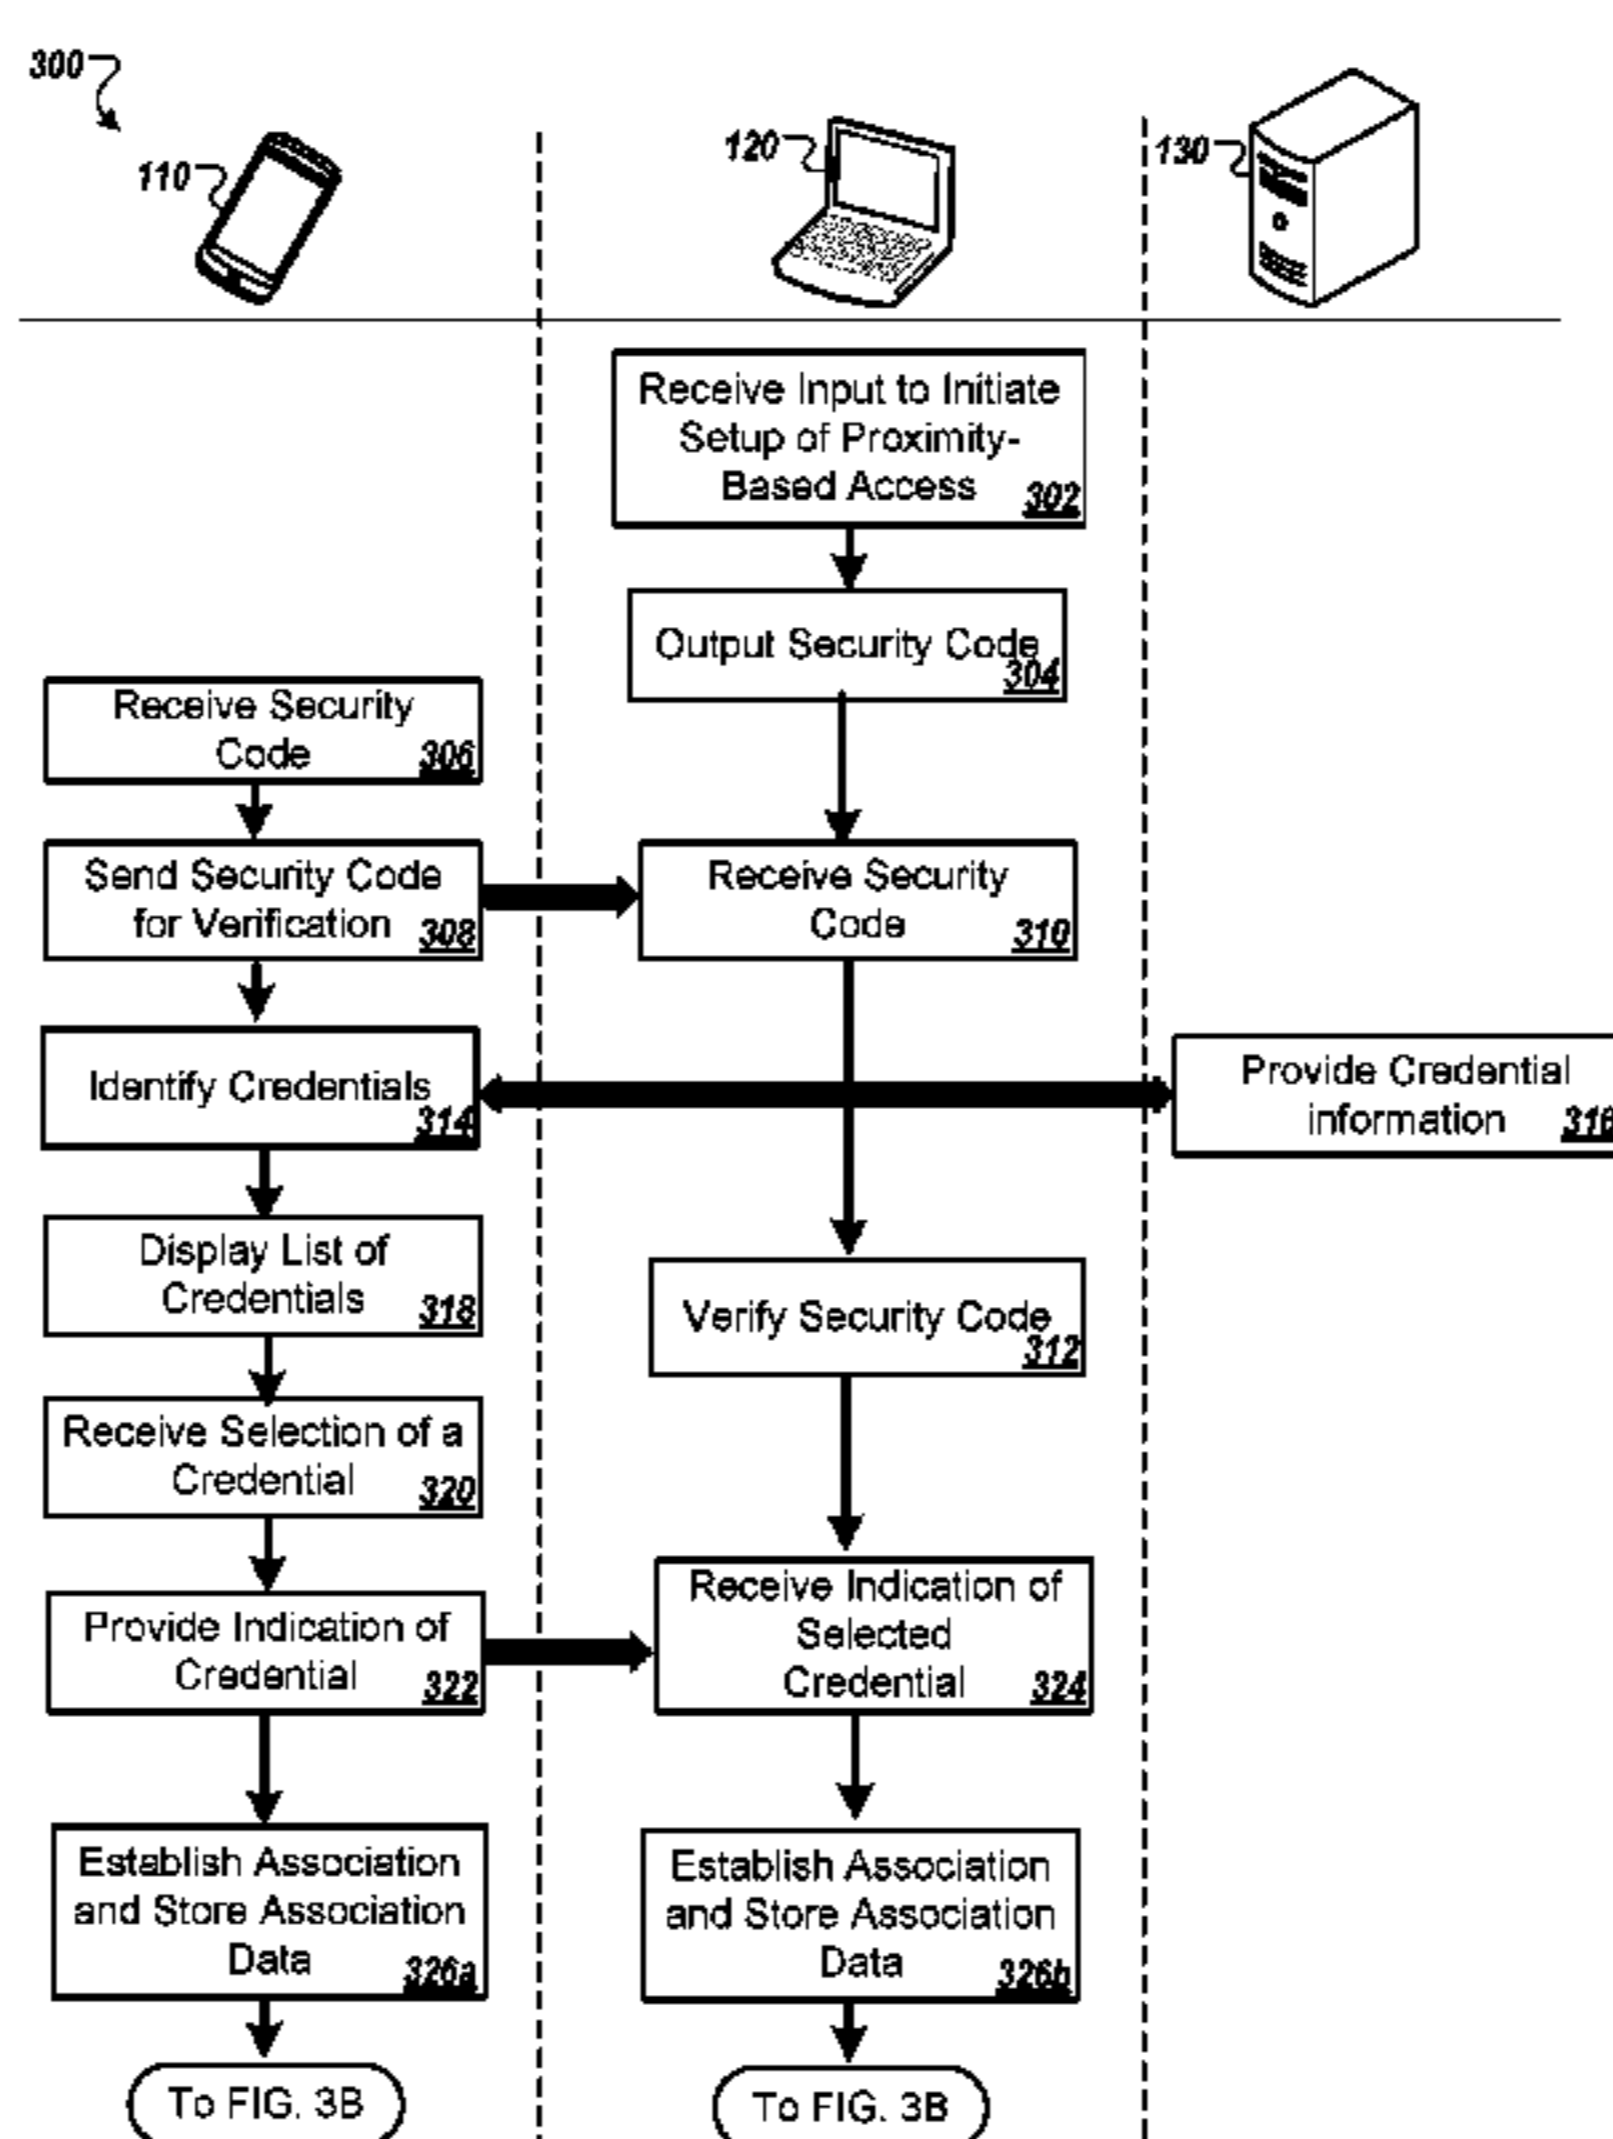 300
110
120
130
Receive Input to Initiate
Setup of Proximity-
Based Access 302
Output Security Code
304
Receive Security
Code 306
Send Security Code
for Verification 308
Receive Security
Code 310
Identify Credentials
314
Provide Credential
information 316
Display List of
Credentials 318
Verify Security Code
312
Receive Selection of a
Credential 320
Provide Indication of
Credential 322
Receive Indication of
Selected
Credential 324
Establish Association
and Store Association
Data 326a
Establish Association
and Store Association
Data 326b
To FIG. 3B
To FIG. 3B